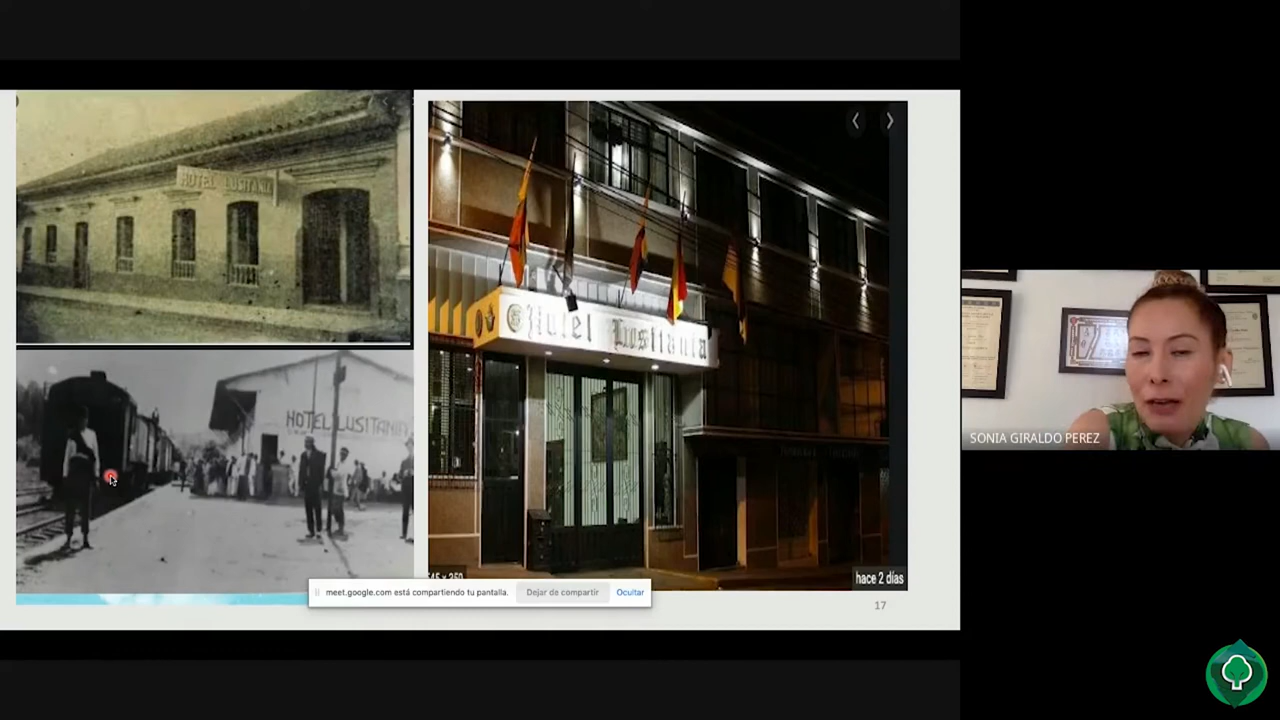 HOTEL LUSITANIA
HOTEL LUSITANIA
Hotel Lusitania
hace 2 días
meet.google.com está compartiendo tu pantalla.
Dejar de compartir
Ocultar
17
SONIA GIRALDO PEREZ